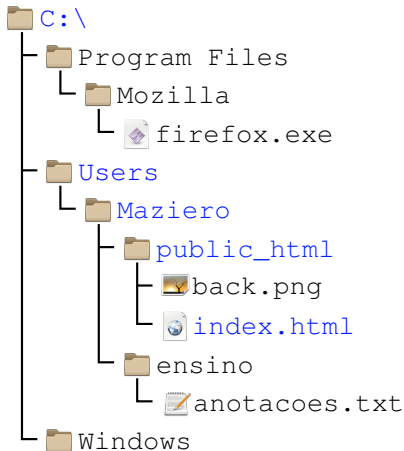 C:\
Program Files
Mozilla
firefox.exe
Users
Maziero
public_html
back.png
index.html
ensino
anotacoes.txt
Windows